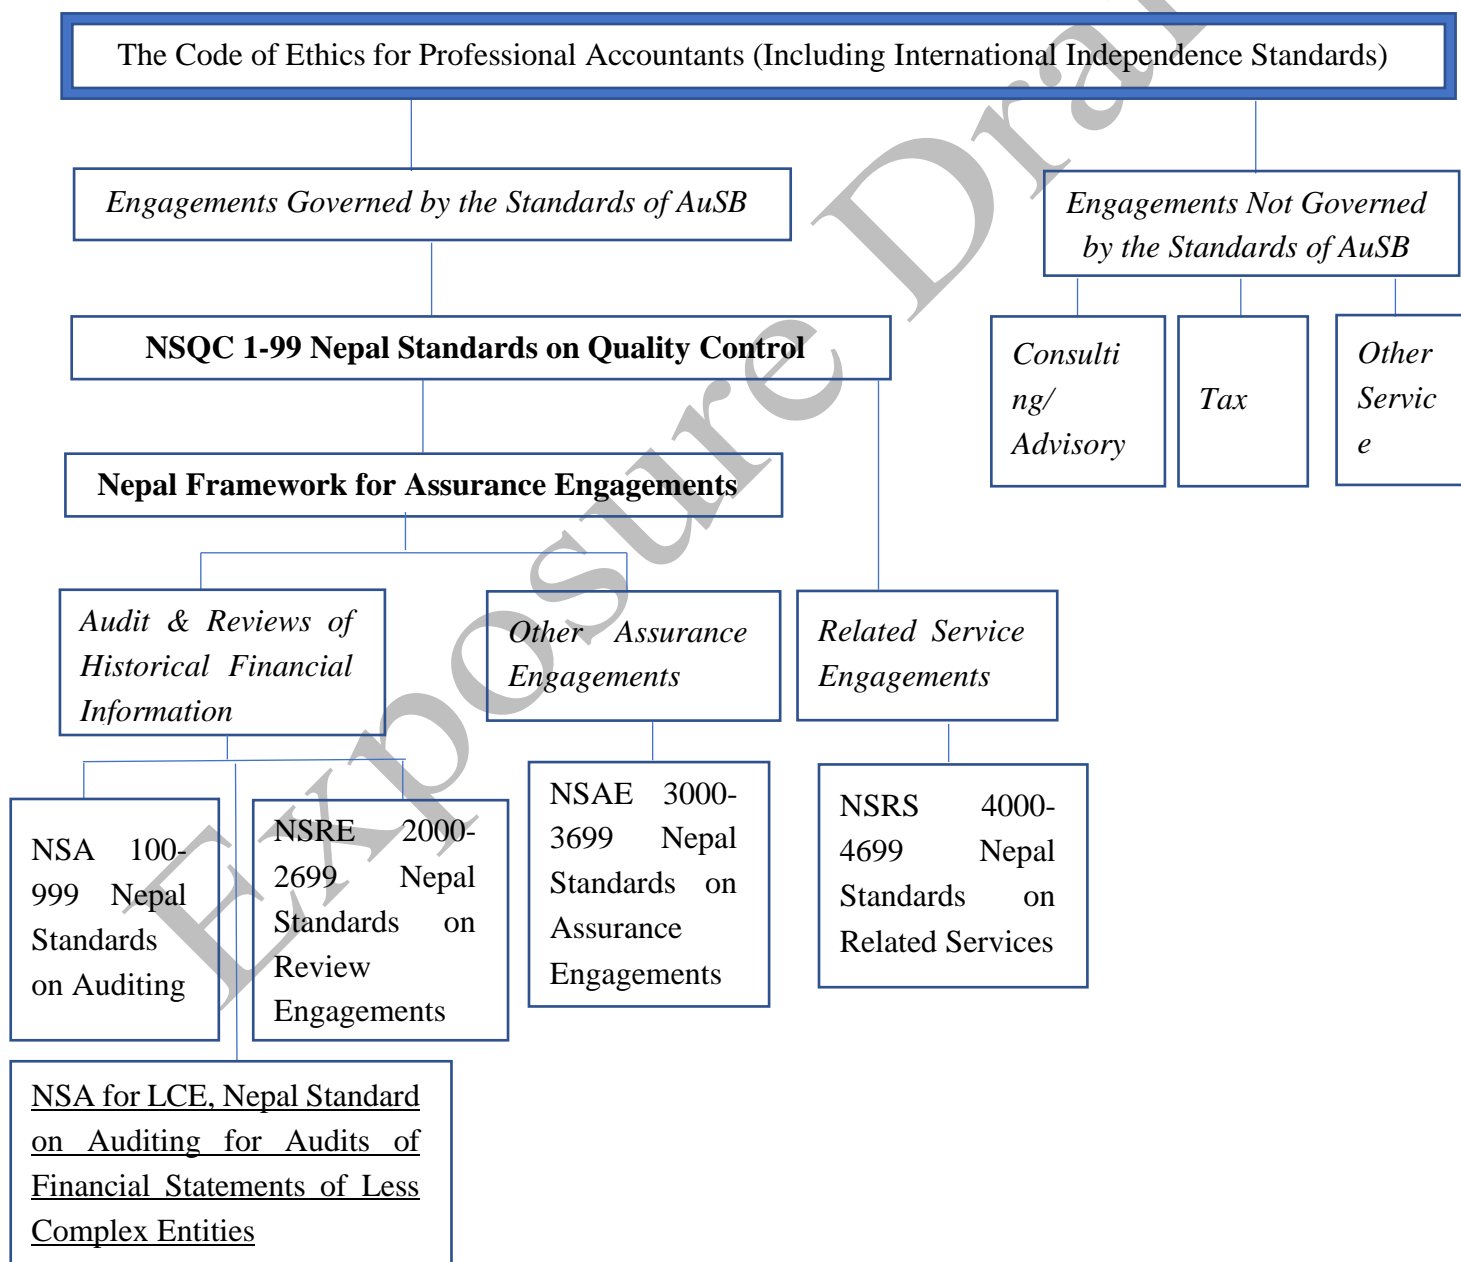 The Code of Ethics for Professional Accountants (Including International Independence Standards)
Engagements Governed by the Standards of AuSB
Engagements Not Governed
by the Standards of AuSB
NSQC 1-99 Nepal Standards on Quality Control
Consulti
ng/
Advisory
Tax
Other
Servic
e
Nepal Framework for Assurance Engagements
Audit & Reviews of
Historical Financial
Information
Other Assurance
Engagements
Related Service
Engagements
NSA 100-
999 Nepal
Standards
on Auditing
NSRE 2000-
2699 Nepal
Standards on
Review
Engagements
NSAE 3000-
3699 Nepal
Standards on
Assurance
Engagements
NSRS 4000-
4699 Nepal
Standards on
Related Services
NSA for LCE, Nepal Standard
on Auditing for Audits of
Financial Statements of Less
Complex Entities
Exposure Draft